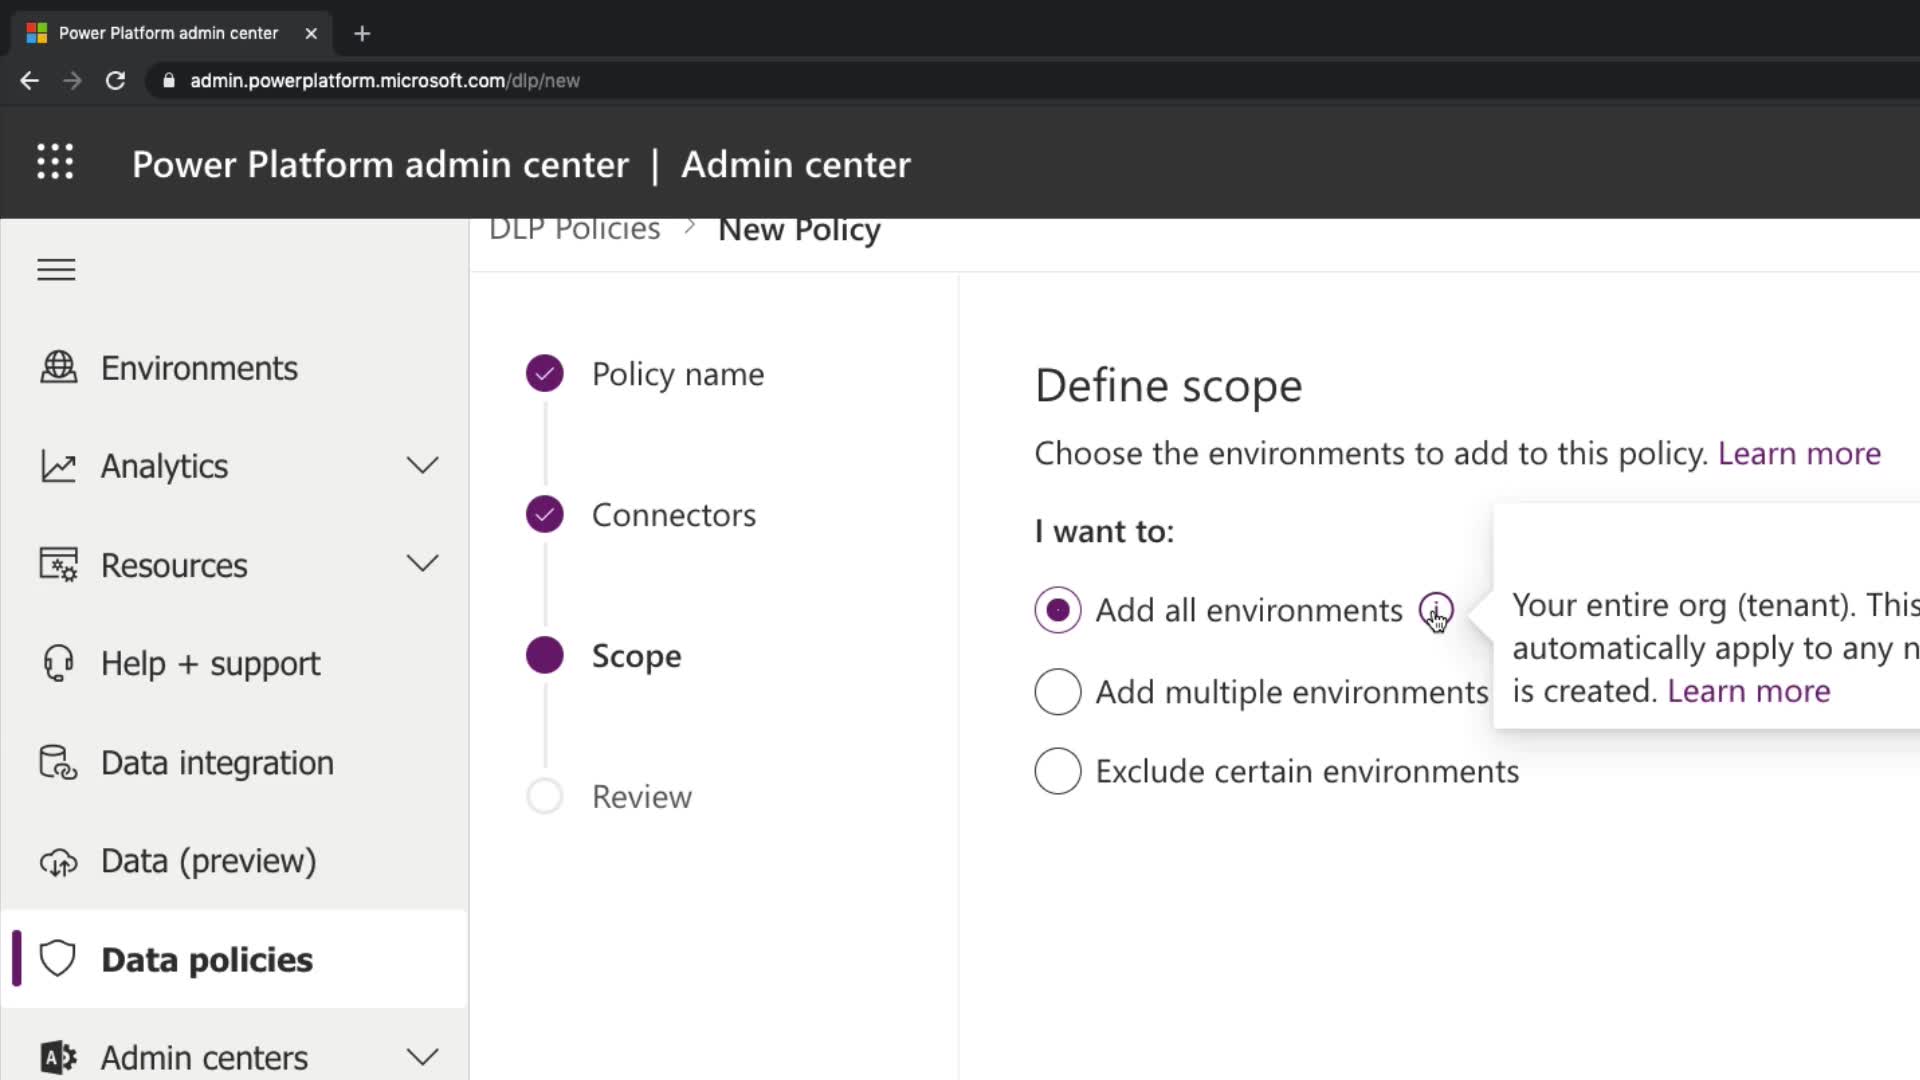 Power Platform admin center
admin.powerplatform.microsoft.com/dlp/new
Power Platform admin center | Admin center
DLP Policies > New Policy
Environments
Analytics
Resources
Help + support
Data integration
Data (preview)
Data policies
Admin centers
Policy name
Connectors
Scope
Review
Define scope
Choose the environments to add to this policy. Learn more
I want to:
Add all environments
Add multiple environments
Exclude certain environments
Your entire org (tenant). This
automatically apply to any n
is created. Learn more